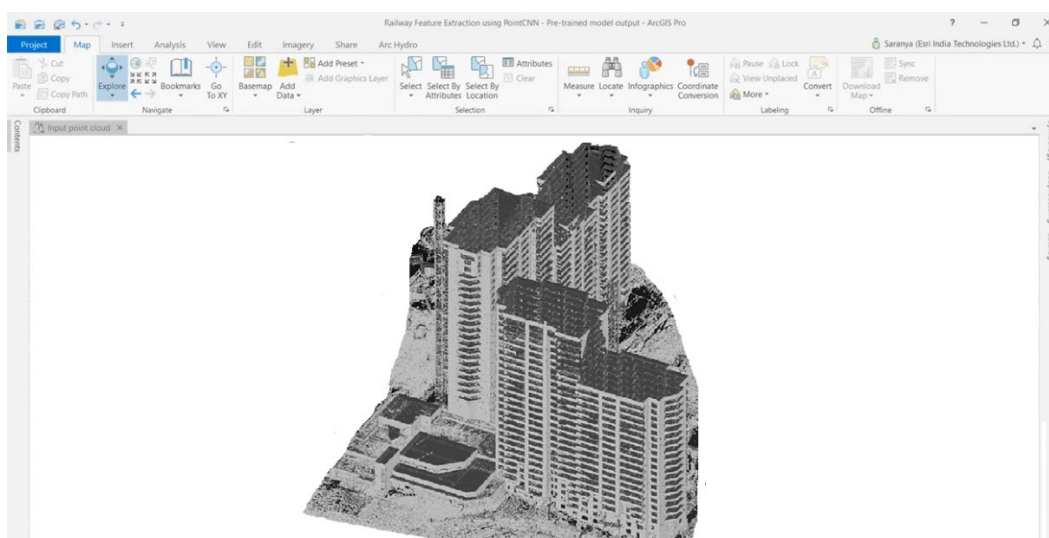 Railway Feature Extraction using PointCNN - Pre-trained model output - ArcGIS Pro
?
Project Map Insert Analysis View Edit Imagery Share Arc Hydro
Saranya (Esri India Technologies Ltd.)
Paste
Cut
Copy
Copy Path
Clipboard
Explore
Bookmarks
Go To XY
Navigate
Basemap
Add Data
Add Preset
Add Graphics Layer
Layer
Select
Select By Attributes
Select By Location
Attributes
Clear
Selection
Measure
Locate
Infographics
Coordinate Conversion
Inquiry
Pause
Lock
View Unplaced
More
Convert
Labeling
Download Map
Sync
Remove
Offline
Contents
Input point cloud